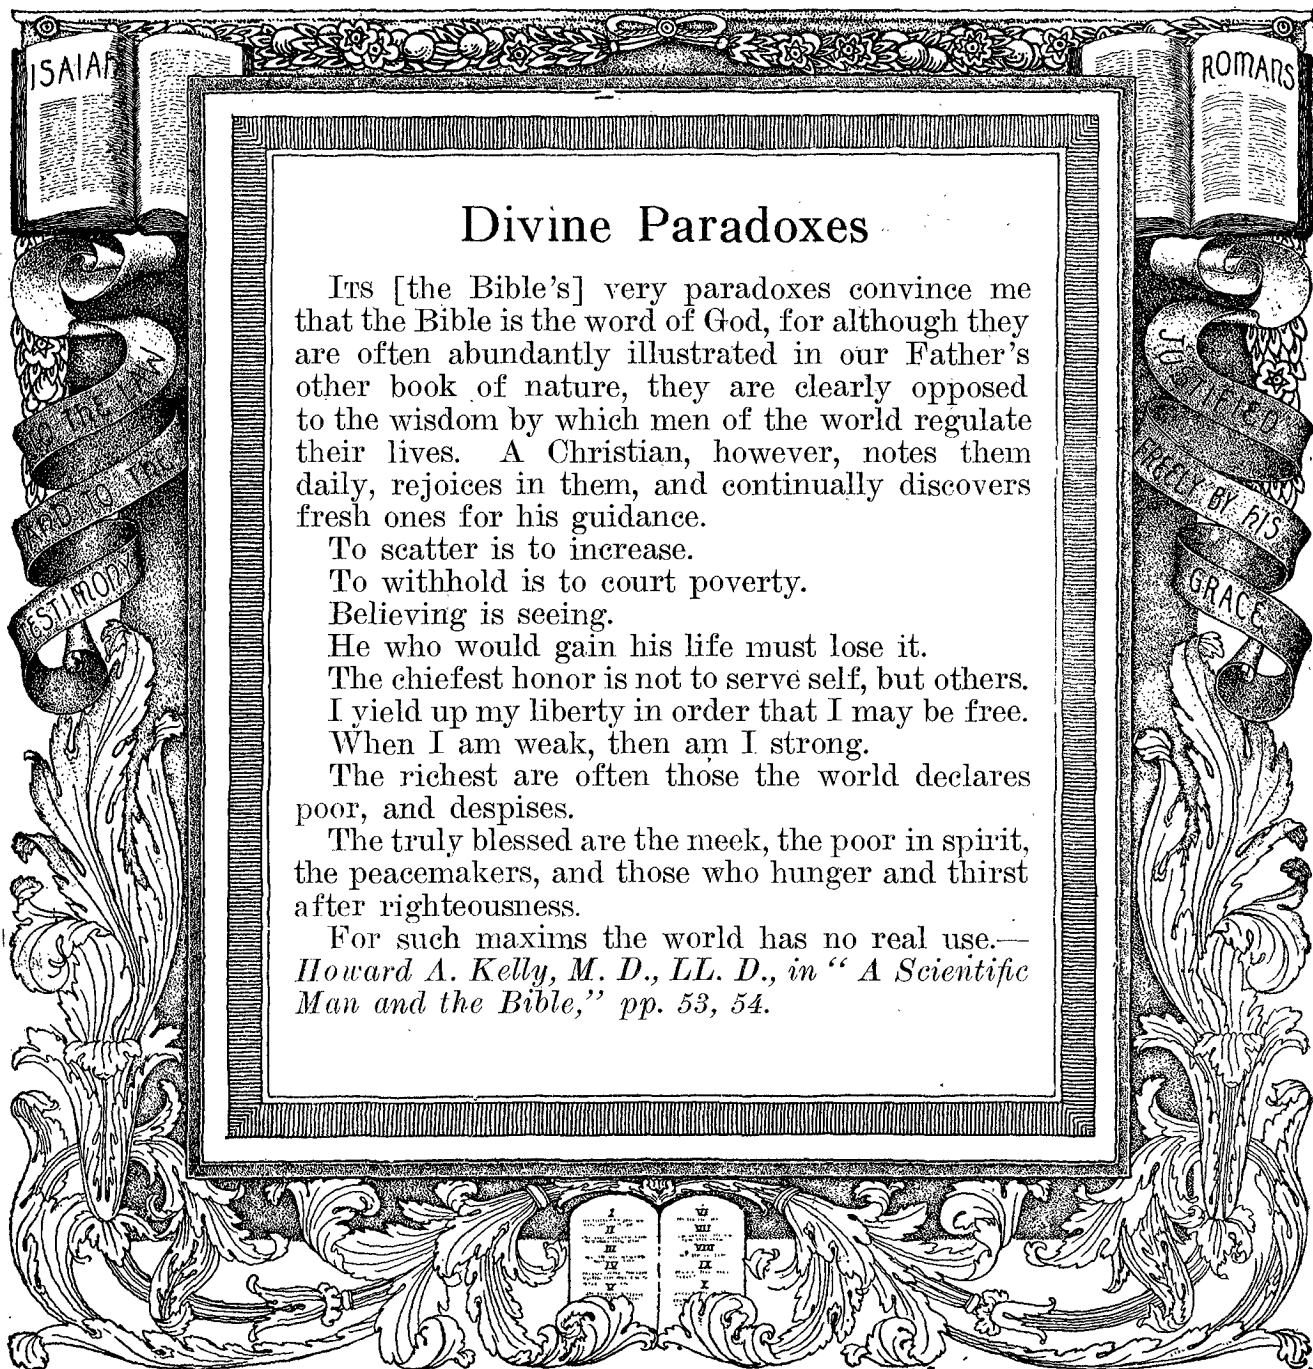 ISAIAH
ROMANS
TO THE LAW
AND TO THE
TESTIMONY
JUSTIFIED
FREELY BY HIS
GRACE
Divine Paradoxes
ITS [the Bible's] very paradoxes convince me
that the Bible is the word of God, for although they
are often abundantly illustrated in our Father's
other book of nature, they are clearly opposed
to the wisdom by which men of the world regulate
their lives. A Christian, however, notes them
daily, rejoices in them, and continually discovers
fresh ones for his guidance.
To scatter is to increase.
To withhold is to court poverty.
Believing is seeing.
He who would gain his life must lose it.
The chiefest honor is not to serve self, but others.
I yield up my liberty in order that I may be free.
When I am weak, then am I strong.
The richest are often those the world declares
poor, and despises.
The truly blessed are the meek, the poor in spirit,
the peacemakers, and those who hunger and thirst
after righteousness.
For such maxims the world has no real use.—
Howard A. Kelly, M. D., LL. D., in " A Scientific
Man and the Bible," pp. 53, 54.
I
II
III
IV
V
VI
VII
VIII
IX
X